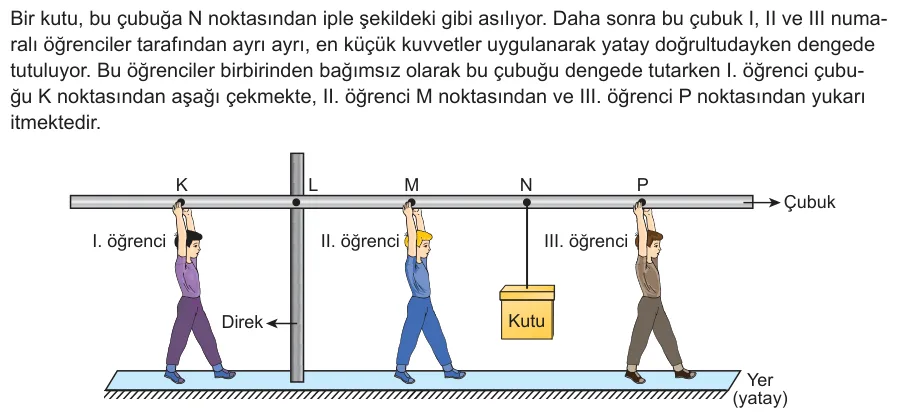 Bir kutu, bu çubuğa N noktasından iple şekildeki gibi asılıyor. Daha sonra bu çubuk I, II ve III numa-
ralı öğrenciler tarafından ayrı ayrı, en küçük kuvvetler uygulanarak yatay doğrultudayken dengede
tutuluyor. Bu öğrenciler birbirinden bağımsız olarak bu çubuğu dengede tutarken I. öğrenci çubu-
ğu K noktasından aşağı çekmekte, II. öğrenci M noktasından ve III. öğrenci P noktasından yukarı
itmektedir.
K L M N P
Çubuk
I. öğrenci II. öğrenci III. öğrenci
Direk Kutu
Yer
(yatay)